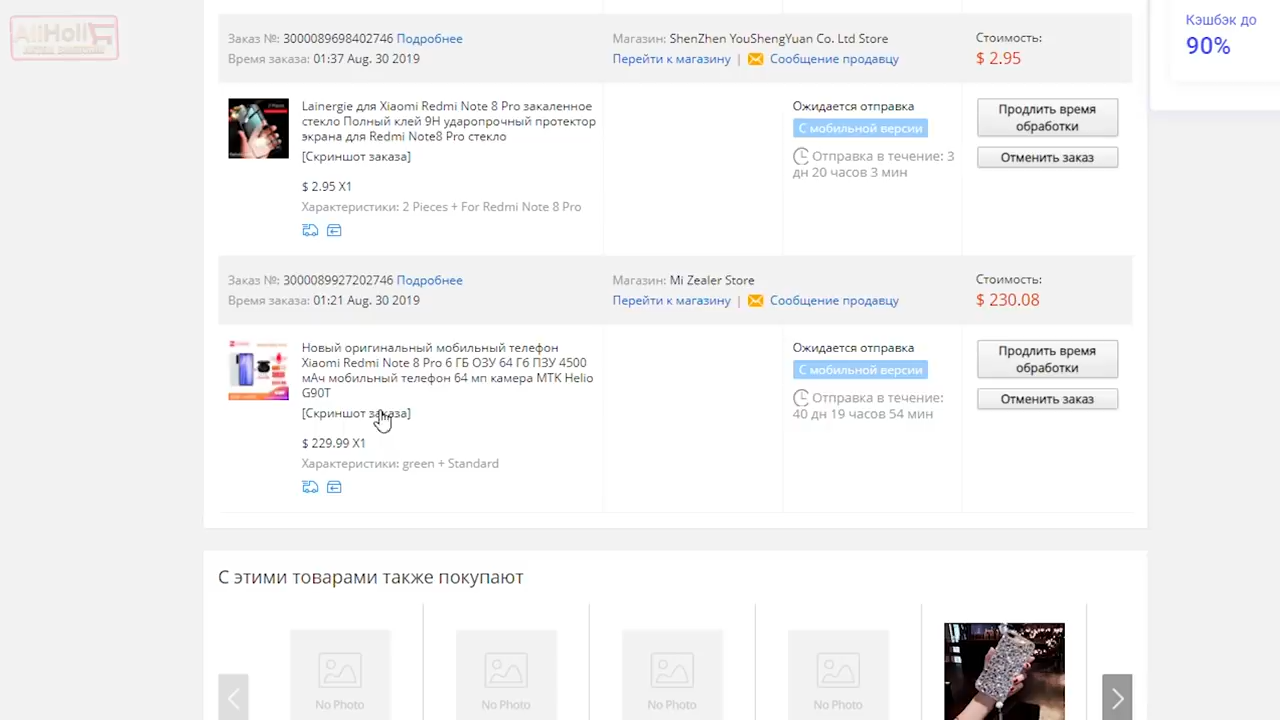 AliHoll
Кэшбэк до
90%
Заказ №: 3000089698402746 Подробнее
Время заказа: 01:37 Aug. 30 2019
Магазин: ShenZhen YouShengYuan Co. Ltd Store
Перейти к магазину | Сообщение продавцу
Стоимость:
$ 2.95
Lainergie для Xiaomi Redmi Note 8 Pro закаленное
стекло Полный клей 9H ударопрочный протектор
экрана для Redmi Note8 Pro стекло
[Скриншот заказа]
$ 2.95 X1
Характеристики: 2 Pieces + For Redmi Note 8 Pro
Ожидается отправка
С мобильной версии
Отправка в течение: 3
дн 20 часов 3 мин
Продлить время
обработки
Отменить заказ
Заказ №: 3000089927202746 Подробнее
Время заказа: 01:21 Aug. 30 2019
Магазин: Mi Zealer Store
Перейти к магазину | Сообщение продавцу
Стоимость:
$ 230.08
Новый оригинальный мобильный телефон
Xiaomi Redmi Note 8 Pro 6 ГБ ОЗУ 64 Гб ПЗУ 4500
мАч мобильный телефон 64 мп камера MTK Helio
G90T
[Скриншот заказа]
$ 229.99 X1
Характеристики: green + Standard
Ожидается отправка
С мобильной версии
Отправка в течение:
40 дн 19 часов 54 мин
Продлить время
обработки
Отменить заказ
С этими товарами также покупают
No Photo
No Photo
No Photo
No Photo